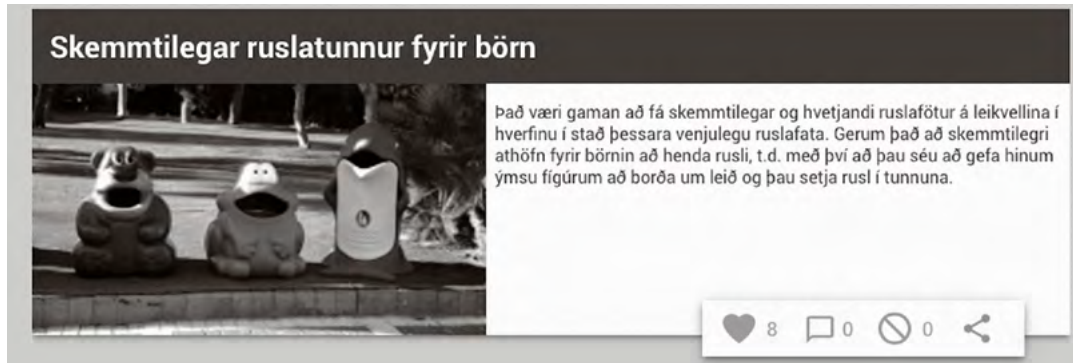 Skemmtilegar ruslatunnur fyrir börn
Það væri gaman að fá skemmtilegar og hvetjandi ruslafötur á leikvellina í
hverfinu í stað þessara venjulegu ruslafata. Gerum það að skemmtilegri
athöfn fyrir börnin að henda rusli, t.d. með því að þau séu að gefa hinum
ýmsu fígúrum að borða um leið og þau setja rusl í tunnuna.
8 0 0